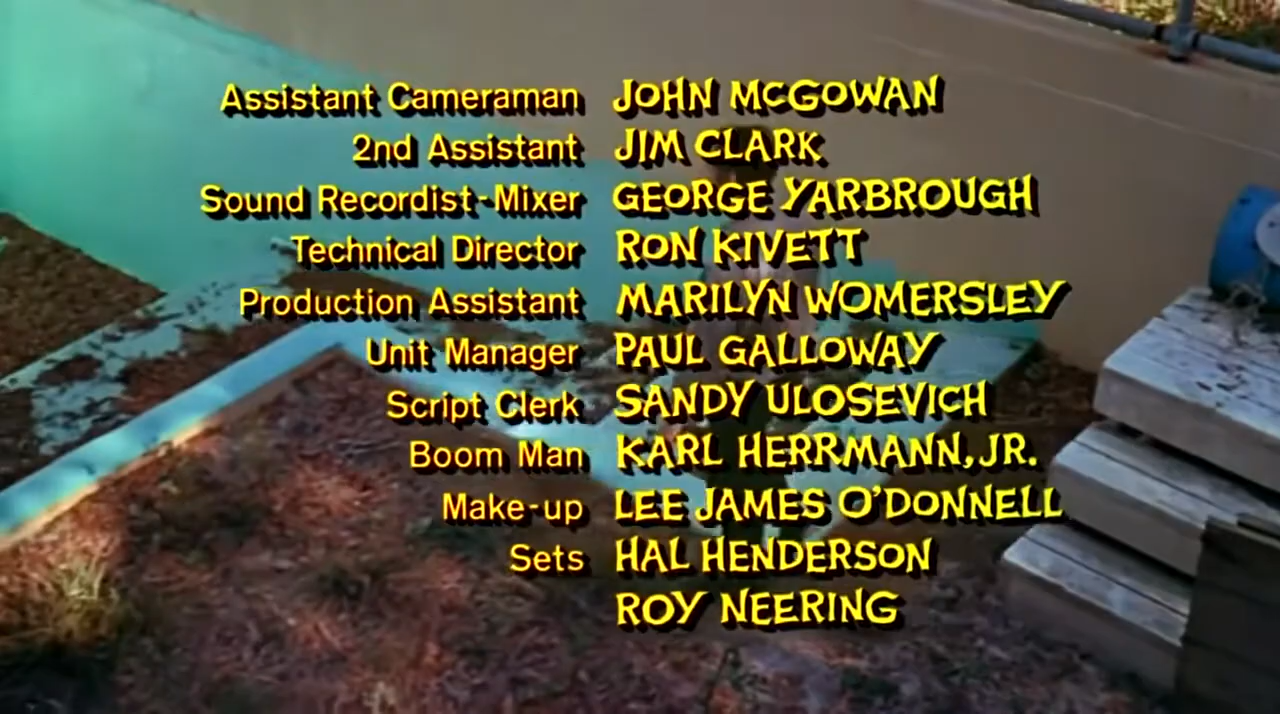 Assistant Cameraman JOHN McGOWAN
2nd Assistant JIM CLARK
Sound Recordist-Mixer GEORGE YARBROUGH
Technical Director RON KIVETT
Production Assistant MARILYN WOMERSLEY
Unit Manager PAUL GALLOWAY
Script Clerk SANDY ULOSEVICH
Boom Man KARL HERRMANN, JR.
Make-up LEE JAMES O'DONNELL
Sets HAL HENDERSON
ROY NEERING